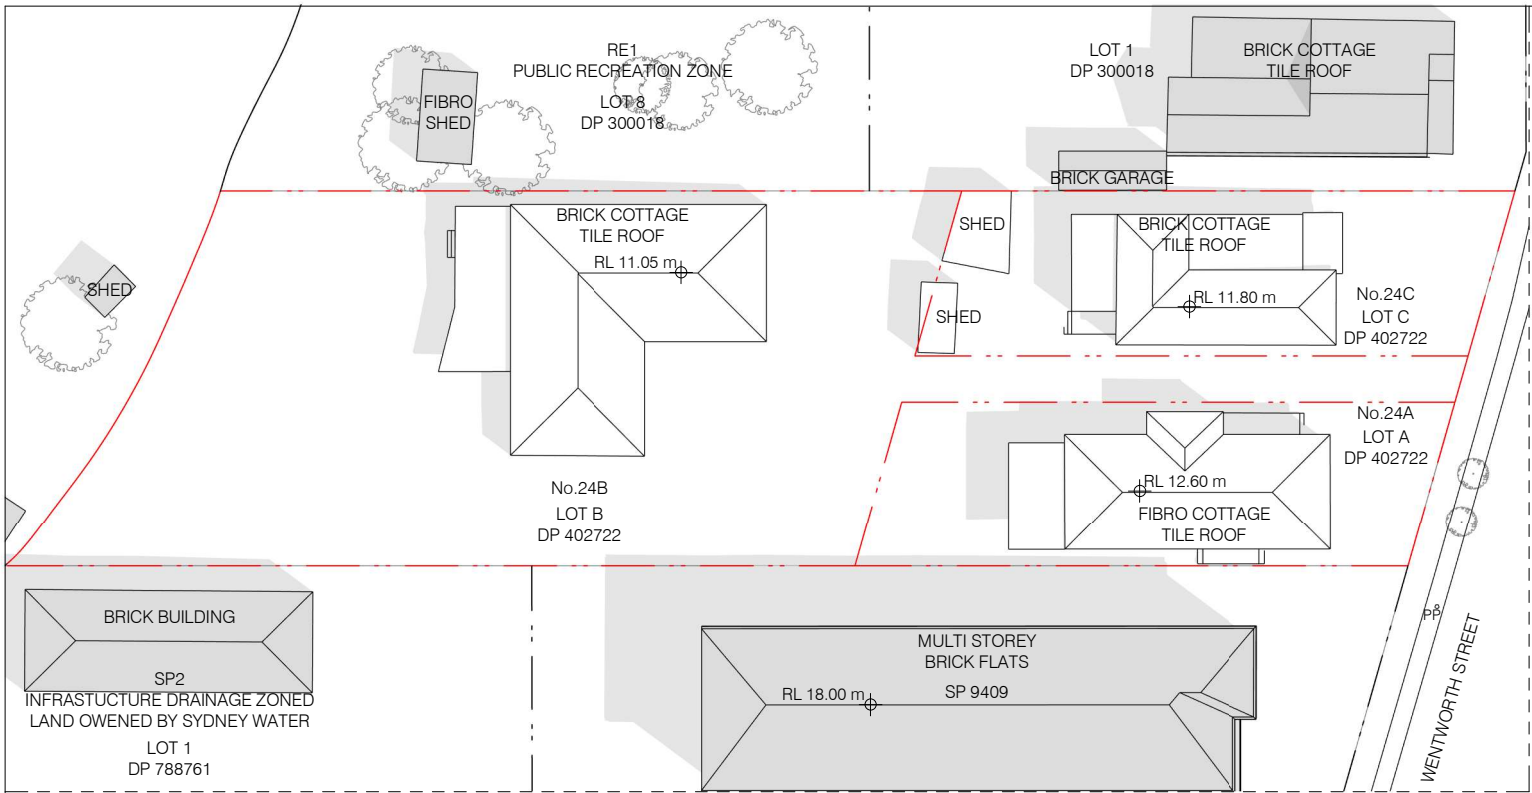 RE1
PUBLIC RECREATION ZONE
LOT 8
DP 300018
FIBRO
SHED
LOT 1
DP 300018
BRICK COTTAGE
TILE ROOF
BRICK GARAGE
BRICK COTTAGE
TILE ROOF
RL 11.05 m
SHED
SHED
BRICK COTTAGE
TILE ROOF
RL 11.80 m
No.24C
LOT C
DP 402722
SHED
No.24A
LOT A
DP 402722
RL 12.60 m
FIBRO COTTAGE
TILE ROOF
No.24B
LOT B
DP 402722
BRICK BUILDING
SP2
INFRASTUCTURE DRAINAGE ZONED
LAND OWENED BY SYDNEY WATER
LOT 1
DP 788761
MULTI STOREY
BRICK FLATS
RL 18.00 m
SP 9409
PP
WENTWORTH STREET